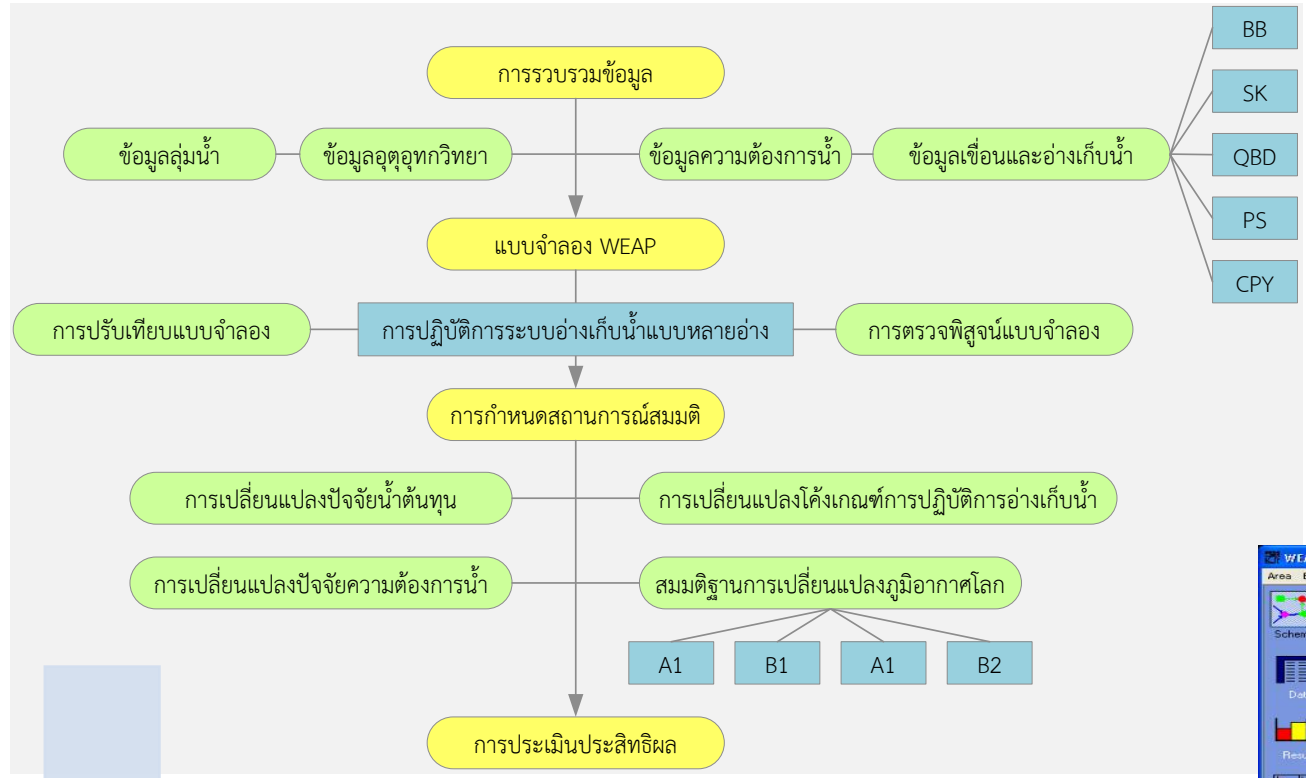 BB
การรวบรวมข้อมูล
SK
ข้อมูลลุ่มน้ำ
ข้อมูลอุตุอุทกวิทยา
ข้อมูลความต้องการน้ำ
ข้อมูลเขื่อนและอ่างเก็บน้ำ
QBD
PS
แบบจำลอง WEAP
CPY
การปรับเทียบแบบจำลอง
การปฏิบัติการระบบอ่างเก็บน้ำแบบหลายอ่าง
การตรวจพิสูจน์แบบจำลอง
การกำหนดสถานการณ์สมมติ
การเปลี่ยนแปลงปัจจัยน้ำต้นทุน
การเปลี่ยนแปลงโค้งเกณฑ์การปฏิบัติการอ่างเก็บน้ำ
การเปลี่ยนแปลงปัจจัยความต้องการน้ำ
สมมติฐานการเปลี่ยนแปลงภูมิอากาศโลก
A1
B1
A1
B2
การประเมินประสิทธิผล
Area